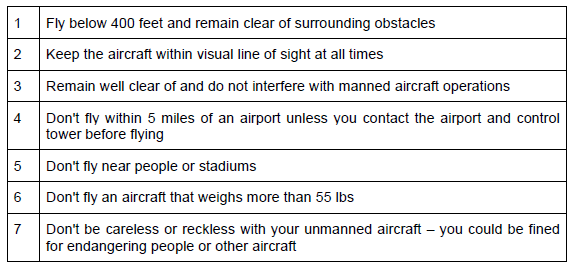 1 Fly below 400 feet and remain clear of surrounding obstacles
2 Keep the aircraft within visual line of sight at all times
3 Remain well clear of and do not interfere with manned aircraft operations
4 Don't fly within 5 miles of an airport unless you contact the airport and control
tower before flying
5 Don't fly near people or stadiums
6 Don't fly an aircraft that weighs more than 55 lbs
7 Don't be careless or reckless with your unmanned aircraft – you could be fined
for endangering people or other aircraft